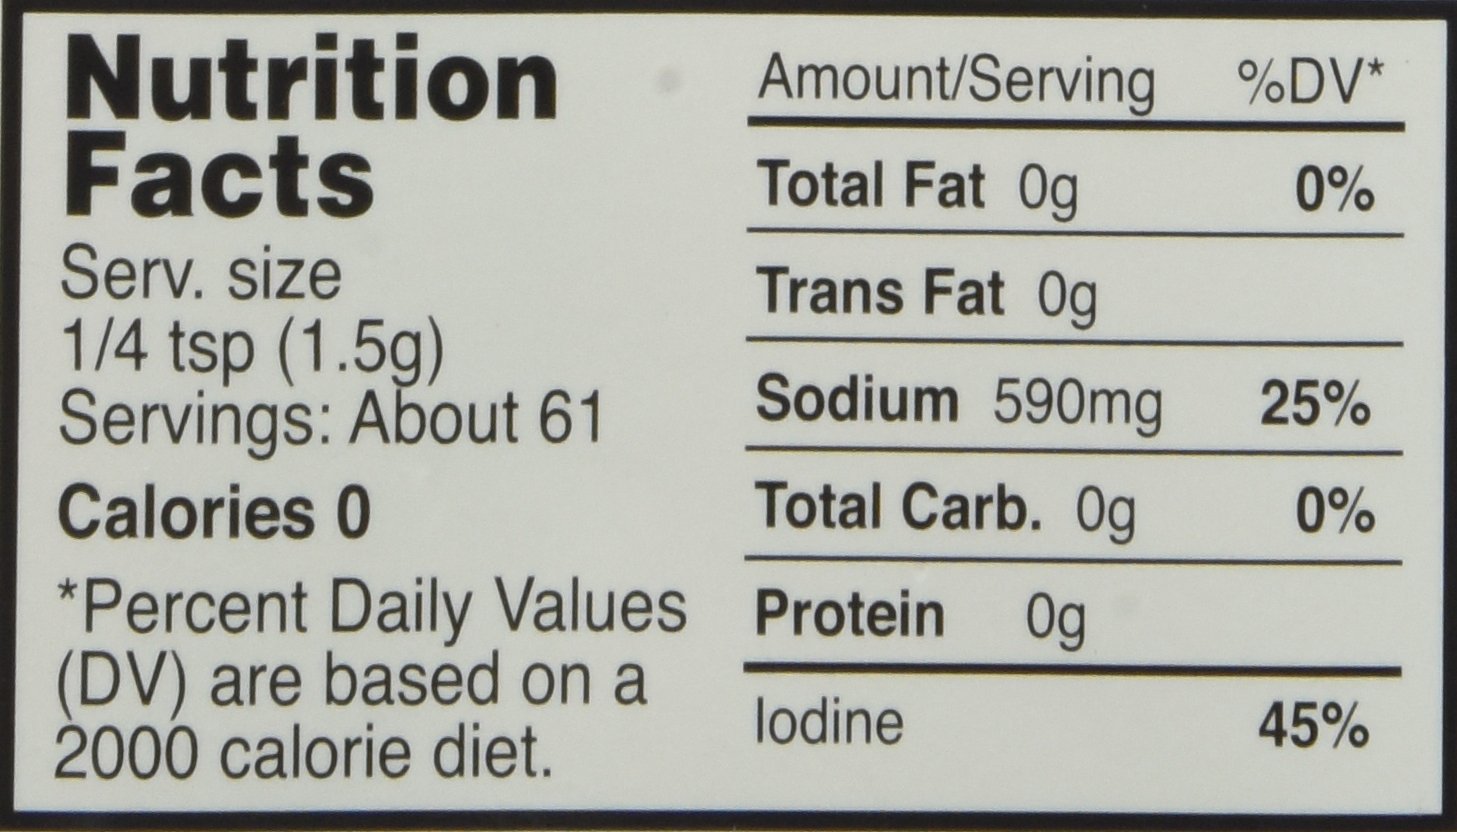 Nutrition
Facts
Serv. size
1/4 tsp (1.5g)
Servings: About 61
Calories 0
*Percent Daily Values
(DV) are based on a
2000 calorie diet.
Amount/Serving %DV*
Total Fat 0g 0%
Trans Fat 0g
Sodium 590mg 25%
Total Carb. 0g 0%
Protein 0g
Iodine 45%